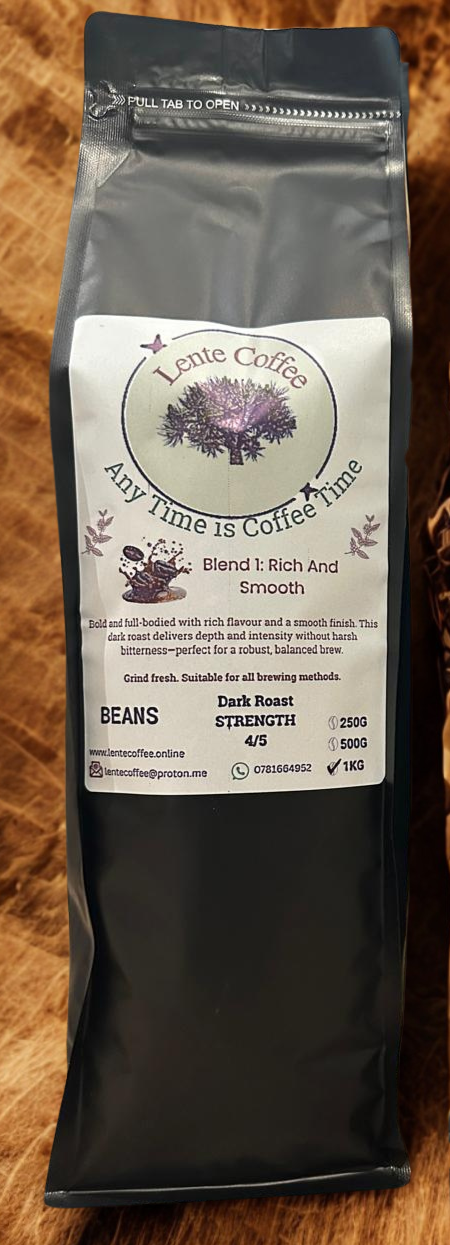 PULL TAB TO OPEN
Lente Coffee
Any Time is Coffee Time
Blend 1: Rich And
Smooth
Bold and full-bodied with rich flavour and a smooth finish. This
dark roast delivers depth and intensity without harsh
bitterness—perfect for a robust, balanced brew.
Grind fresh. Suitable for all brewing methods.
BEANS
Dark Roast
STRENGTH
4/5
250G
500G
1KG
www.lentecoffee.online
lentecoffee@proton.me
0781664952